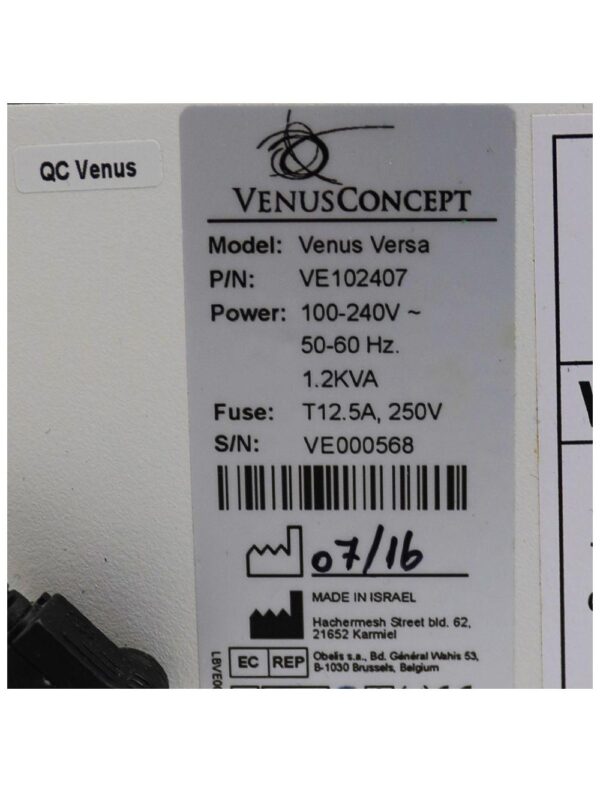 QC Venus
VENUSCONCEPT
Model: Venus Versa
P/N: VE102407
Power: 100-240V ~
50-60 Hz.
1.2KVA
Fuse: T12.5A, 250V
S/N: VE000568
07/16
MADE IN ISRAEL
Hachermesh Street bld. 62,
21652 Karmiel
EC REP
Obelis s.a., Bd. Général Wahis 53,
B-1030 Brussels, Belgium